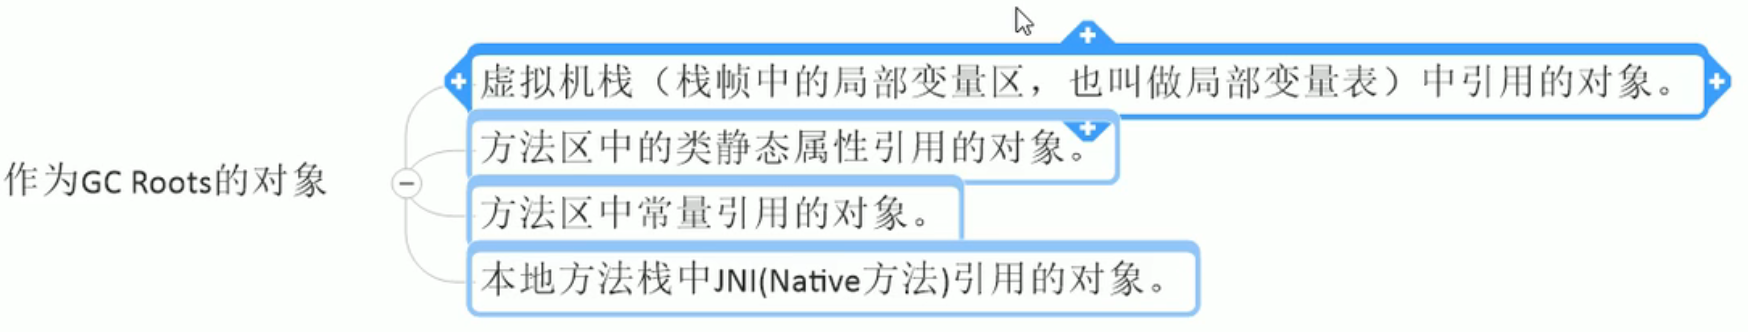 虚拟机栈（栈帧中的局部变量区，也叫做局部变量表）中引用的对象。
方法区中的类静态属性引用的对象。
作为GC Roots的对象
方法区中常量引用的对象。
本地方法栈中JNI(Native方法)引用的对象。